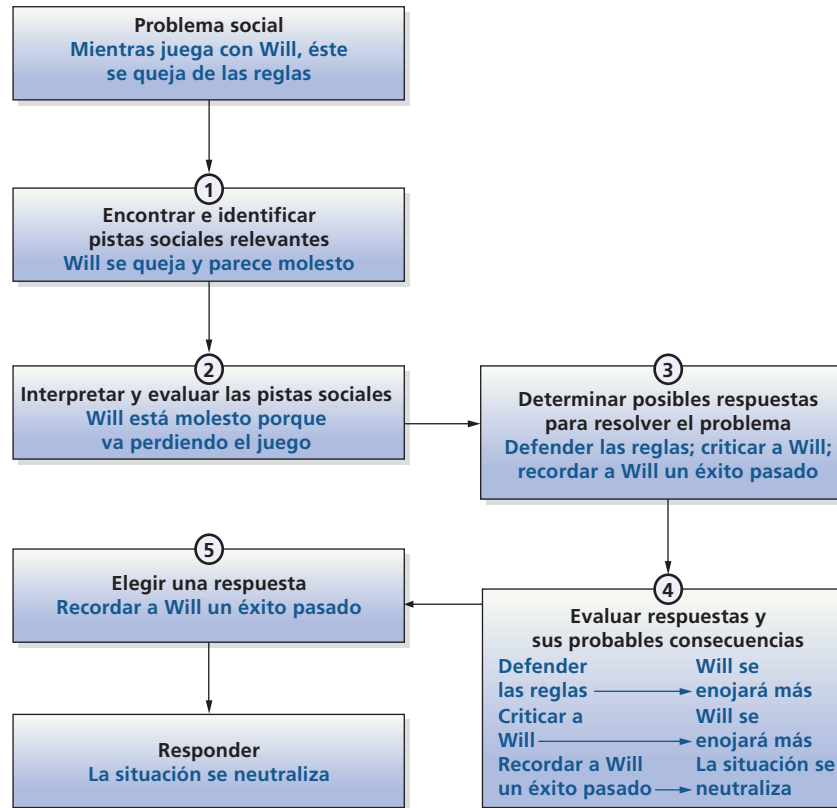 Problema social
Mientras juega con Will, éste
se queja de las reglas
1
Encontrar e identificar
pistas sociales relevantes
Will se queja y parece molesto
2
Interpretar y evaluar las pistas sociales
Will está molesto porque
va perdiendo el juego
3
Determinar posibles respuestas
para resolver el problema
Defender las reglas; criticar a Will;
recordar a Will un éxito pasado
4
Evaluar respuestas y
sus probables consecuencias
Defender Will se
las reglas enojará más
Criticar a Will se
Will enojará más
Recordar a Will La situación se
un éxito pasado neutraliza
5
Elegir una respuesta
Recordar a Will un éxito pasado
Responder
La situación se neutraliza